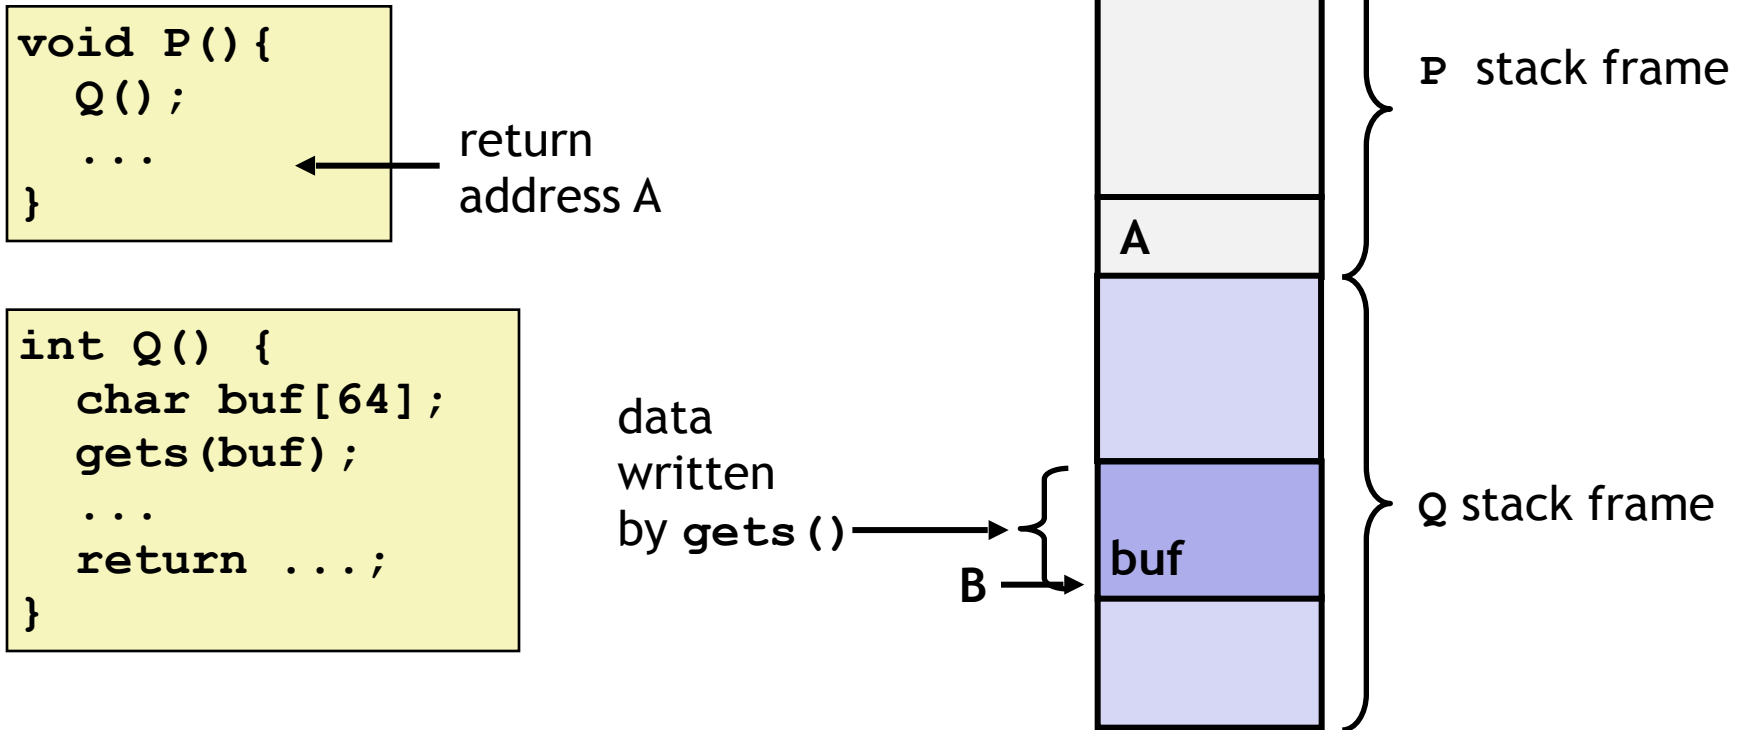 void P(){
  Q();
  ...
}
return
address A
int Q() {
  char buf[64];
  gets(buf);
  ...
  return ...;
}
data
written
by gets()
B
A
buf
P stack frame
Q stack frame